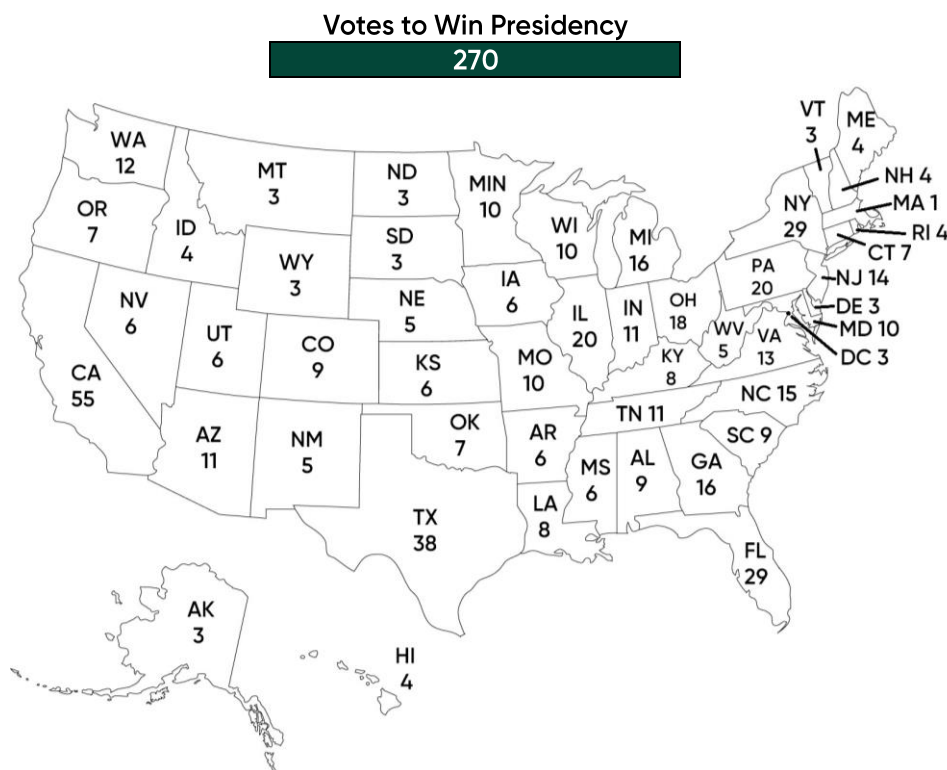 Votes to Win Presidency
270
WA
12
OR
7
ID
4
MT
3
ND
3
SD
3
WY
3
NE
5
MIN
10
WI
10
MI
16
IA
6
NV
6
UT
6
CO
9
KS
6
CA
55
AZ
11
NM
5
OK
7
TX
38
MO
10
AR
6
LA
8
IL
20
IN
11
OH
18
KY
8
WV
5
VA
13
TN 11
NC 15
SC 9
MS
6
AL
9
GA
16
FL
29
PA
20
NY
29
VT
3
ME
4
NH 4
MA 1
RI 4
CT 7
NJ 14
DE 3
MD 10
DC 3
AK
3
HI
4